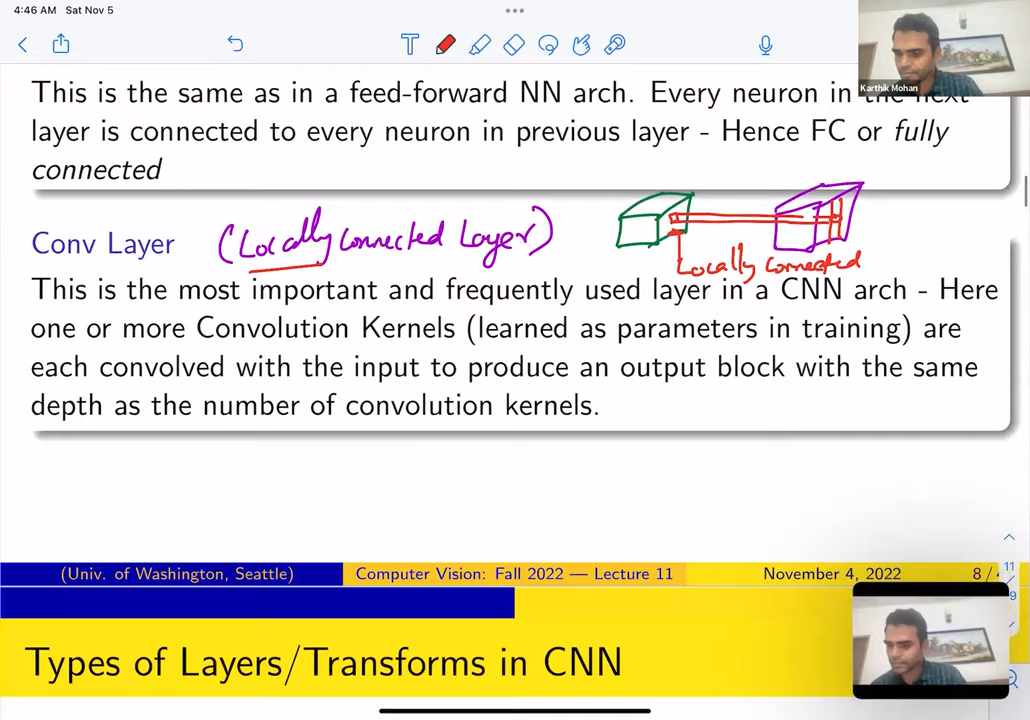 4:46 AM Sat Nov 5
Karthik Mohan
This is the same as in a feed-forward NN arch. Every neuron in the next
layer is connected to every neuron in previous layer - Hence FC or fully
connected
Conv Layer (Locally Connected Layer)
Locally Connected
This is the most important and frequently used layer in a CNN arch - Here
one or more Convolution Kernels (learned as parameters in training) are
each convolved with the input to produce an output block with the same
depth as the number of convolution kernels.
(Univ. of Washington, Seattle) Computer Vision: Fall 2022 — Lecture 11 November 4, 2022 8 /
11
9
Types of Layers/Transforms in CNN